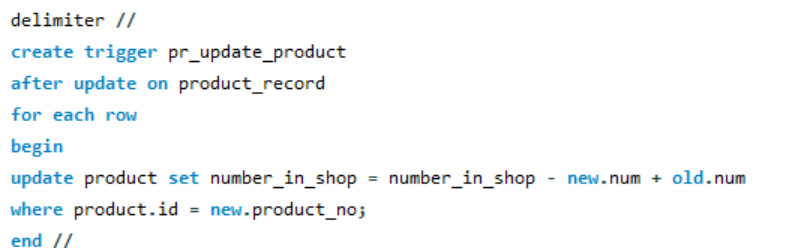 delimiter //
create trigger pr_update_product
after update on product_record
for each row
begin
update product set number_in_shop = number_in_shop - new.num + old.num
where product.id = new.product_no;
end //